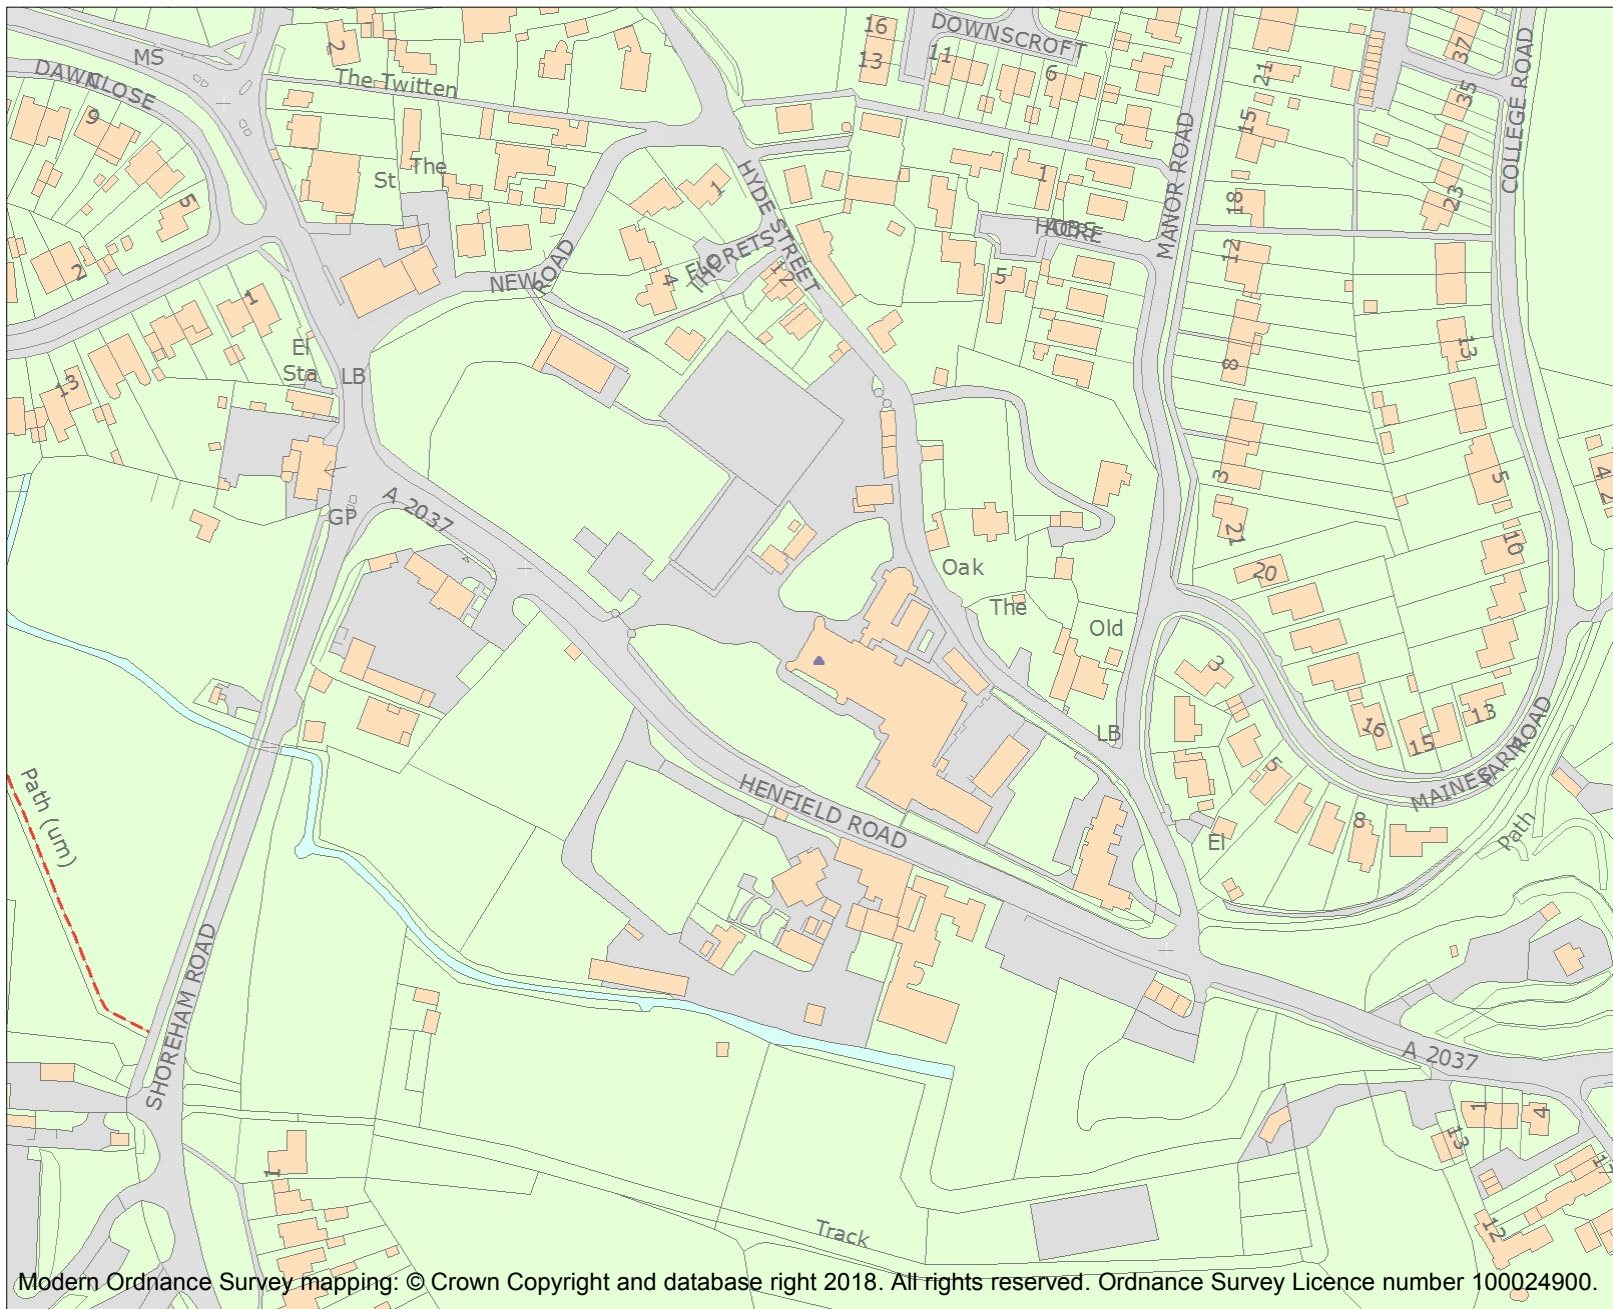 MS
DAWN CLOSE
9
2
The Twitten
16
13
DOWNSCROFT
11
6
21
15
37
35
COLLEGE ROAD
MANOR ROAD
The
St
5
1
HYDE STREET
1
18
23
HOBS ACRE
12
2
1
NEW ROAD
THE FLORETS
4
12
5
El
Sta
LB
13
8
13
3
5
4
GP
A 2037
21
10
Oak
20
The
Old
3
LB
16
15
13
MAINES FARM ROAD
5
8
El
Path
Path (um)
HENFIELD ROAD
SHOREHAM ROAD
A 2037
1
4
13
1
12
Track
Modern Ordnance Survey mapping: © Crown Copyright and database right 2018. All rights reserved. Ordnance Survey Licence number 100024900.